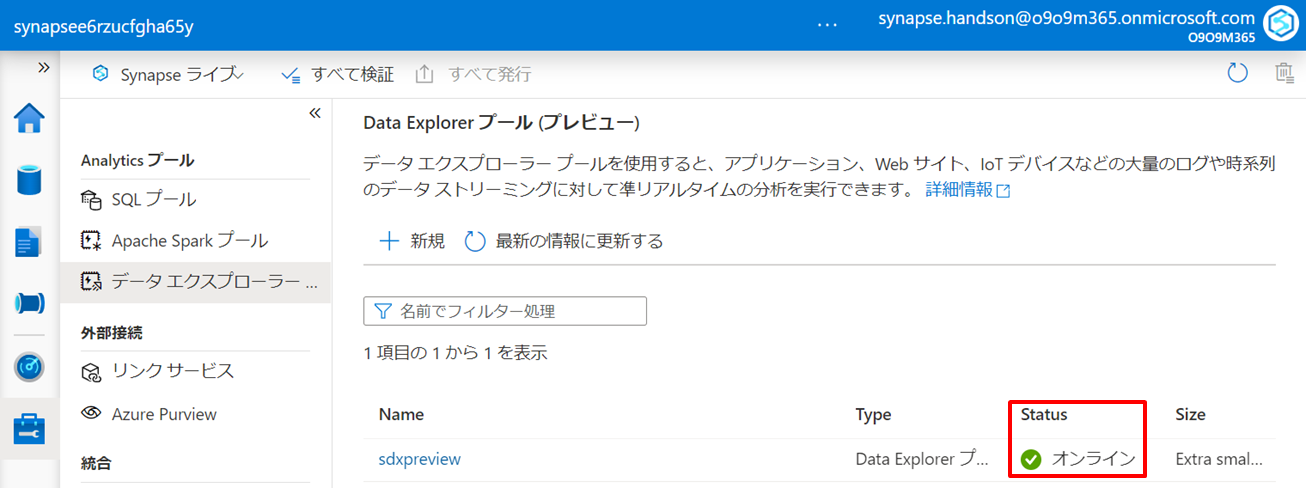 synapsee6rzucfgha65y
...
synapse.handson@o9o9m365.onmicrosoft.com
O9O9M365
Synapse ライブ
すべて検証
すべて発行
Analytics プール
SQL プール
Apache Spark プール
データ エクスプローラー ...
外部接続
リンク サービス
Azure Purview
統合
Data Explorer プール (プレビュー)
データ エクスプローラー プールを使用すると、アプリケーション、Web サイト、IoT デバイスなどの大量のログや時系列
のデータ ストリーミングに対して準リアルタイムの分析を実行できます。 詳細情報
新規
最新の情報に更新する
名前でフィルター処理
1 項目の 1 から 1 を表示
Name Type Status Size
sdxpreview Data Explorer プ... オンライン Extra smal...